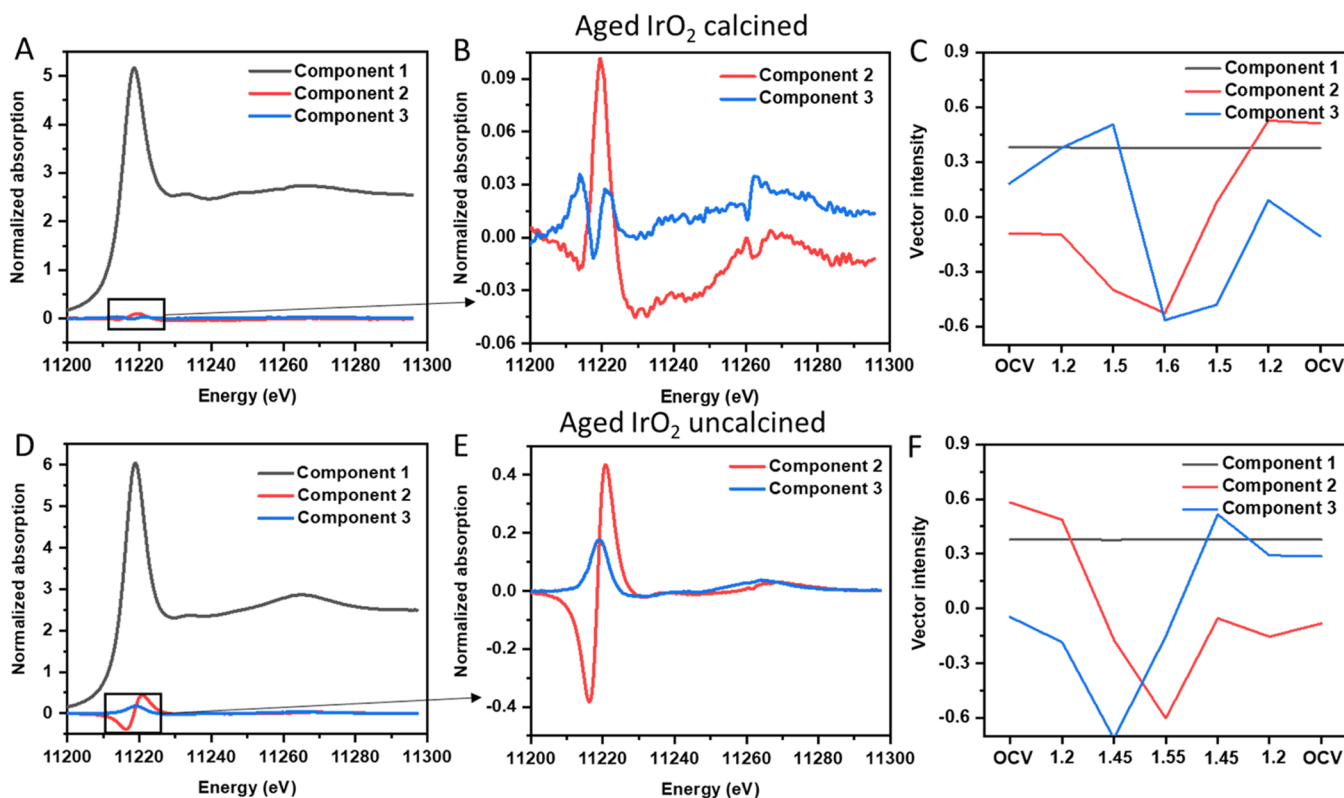 Aged IrO₂ calcined
A
Normalized absorption
5
4
3
2
1
0
Component 1
Component 2
Component 3
11200 11220 11240 11260 11280 11300
Energy (eV)
B
Normalized absorption
0.09
0.06
0.03
0.00
-0.03
-0.06
Component 2
Component 3
11200 11220 11240 11260 11280 11300
Energy (eV)
C
Vector intensity
0.9
0.6
0.3
0.0
-0.3
-0.6
Component 1
Component 2
Component 3
OCV 1.2 1.5 1.6 1.5 1.2 OCV
Aged IrO₂ uncalcined
D
Normalized absorption
6
5
4
3
2
1
0
Component 1
Component 2
Component 3
11200 11220 11240 11260 11280 11300
Energy (eV)
E
Normalized absorption
0.4
0.2
0.0
-0.2
-0.4
Component 2
Component 3
11200 11220 11240 11260 11280 11300
Energy (eV)
F
Vector intensity
0.9
0.6
0.3
0.0
-0.3
-0.6
Component 1
Component 2
Component 3
OCV 1.2 1.45 1.55 1.45 1.2 OCV